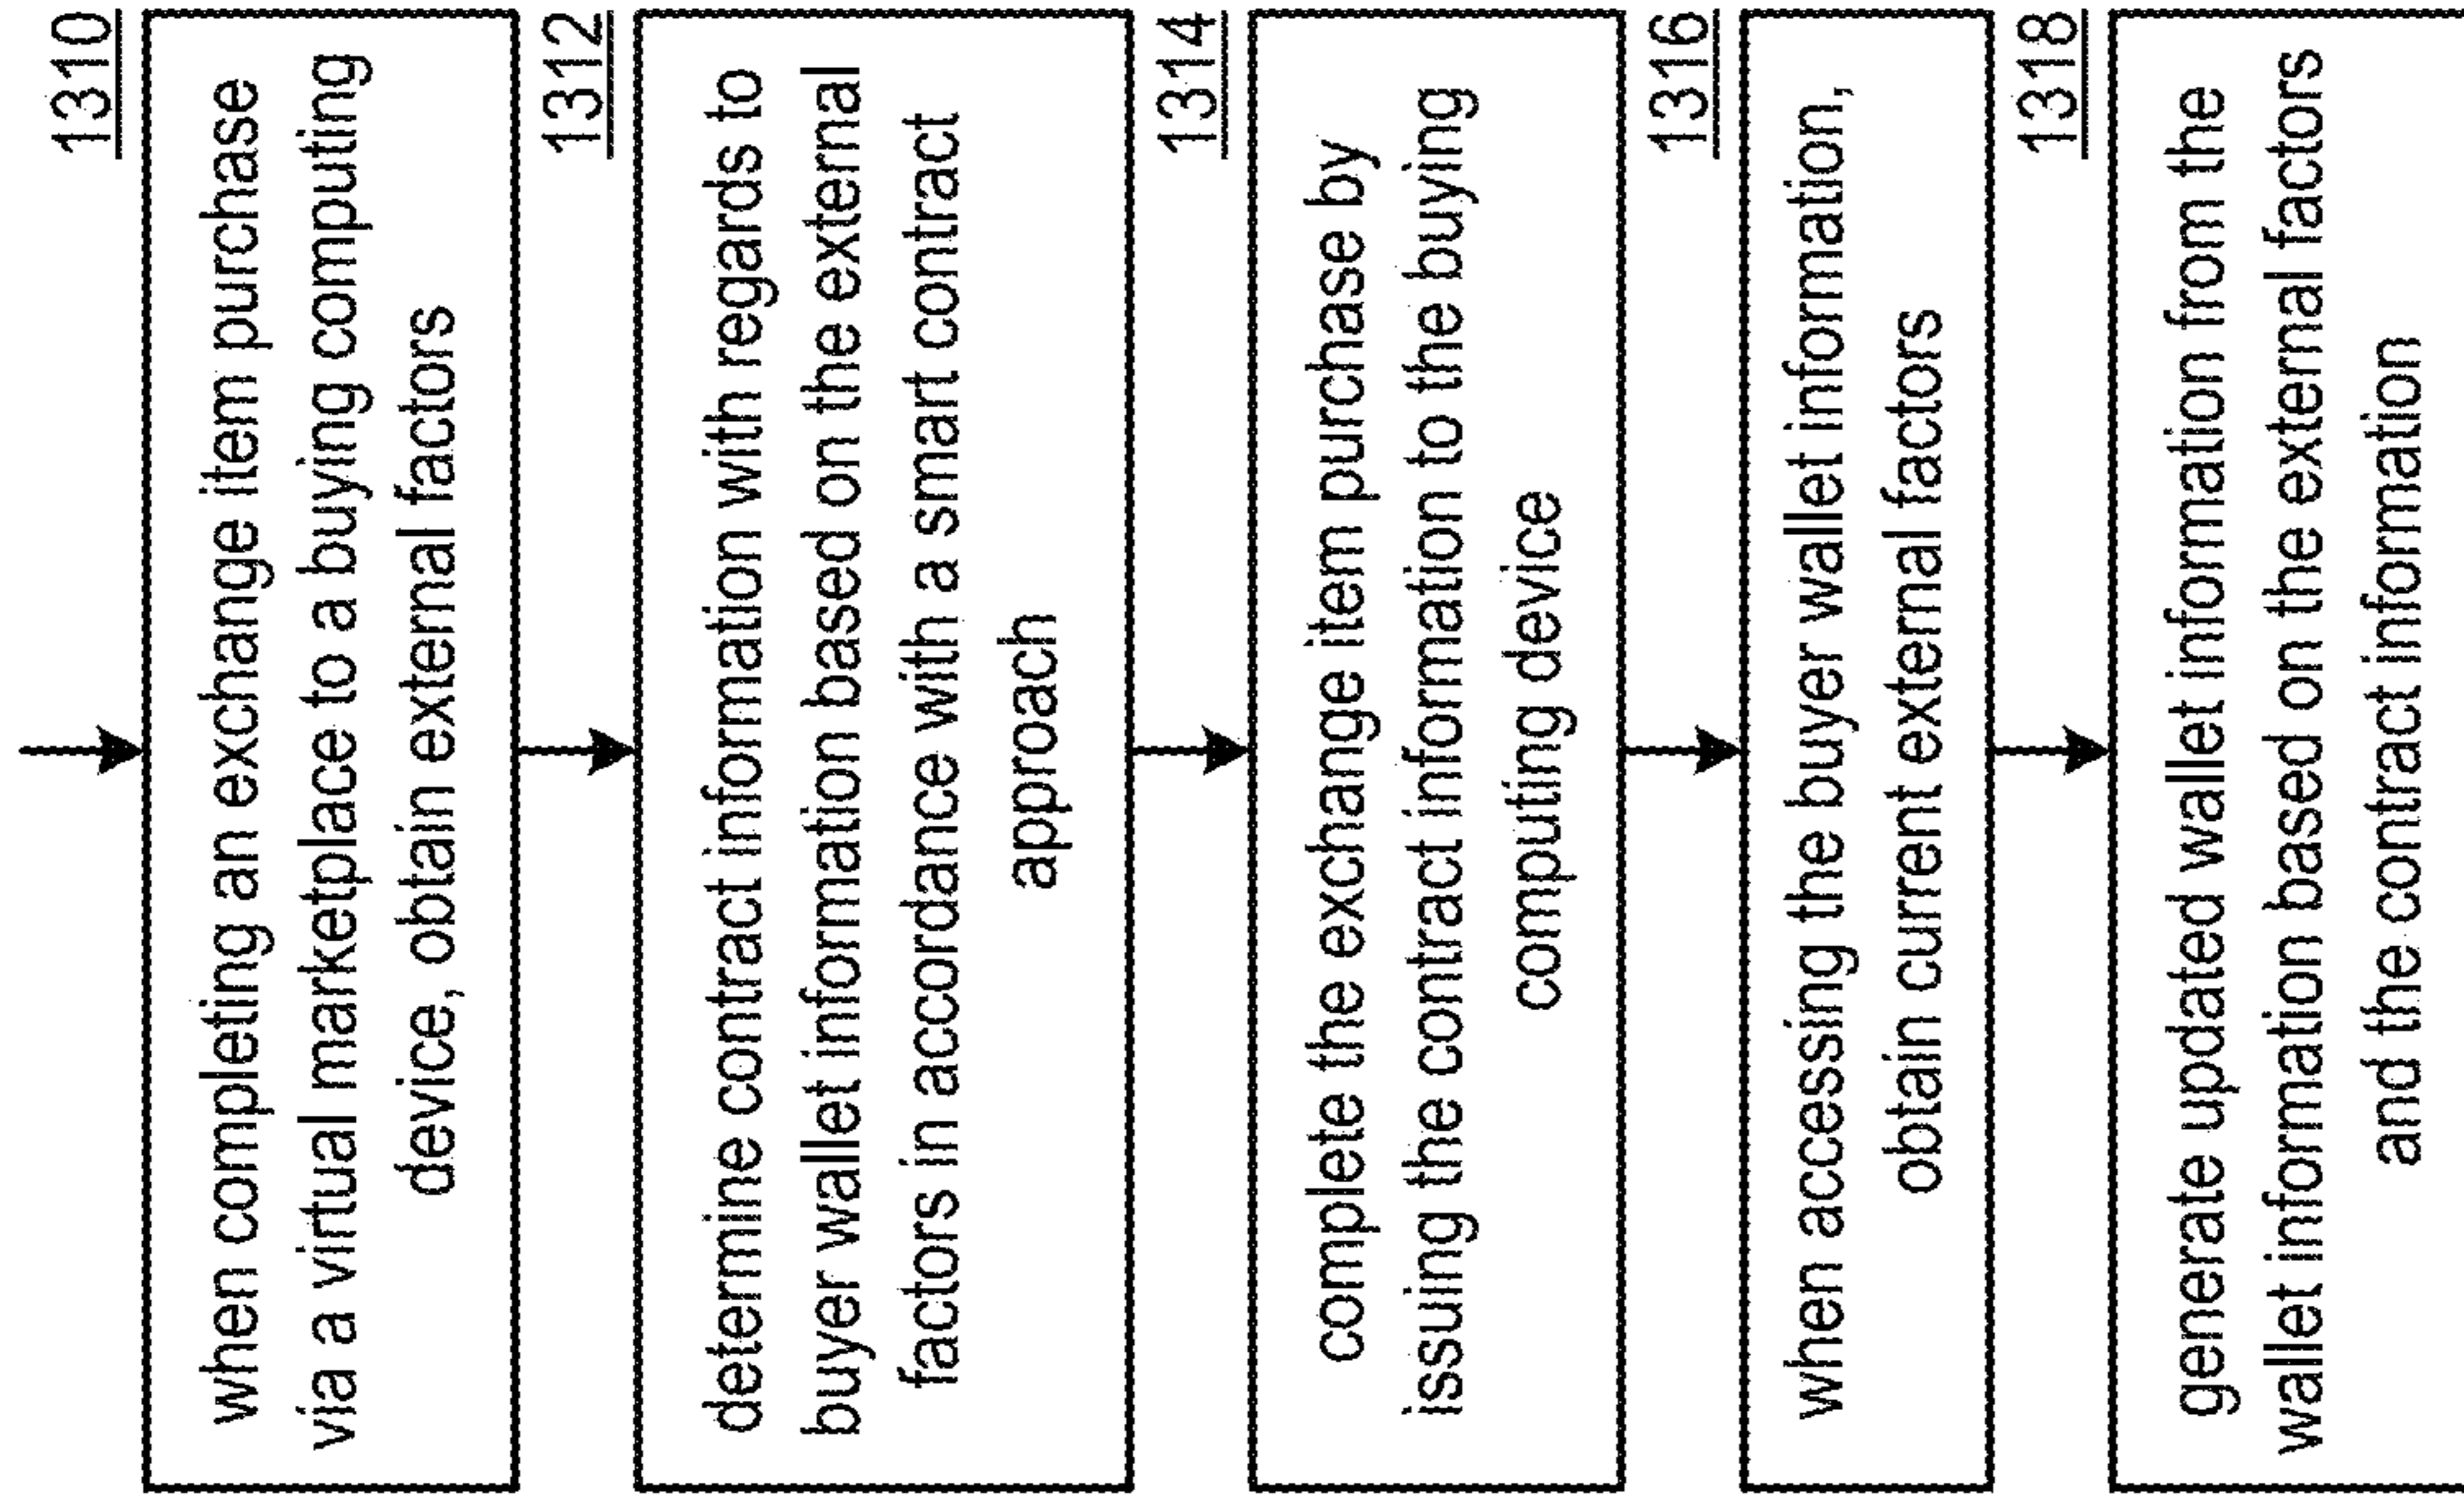 1310
when completing an exchange item purchase
via a virtual marketplace to a buying computing
device, obtain external factors
1312
determine contract information with regards to
buyer wallet information based on the external
factors in accordance with a smart contract
approach
1314
complete the exchange item purchase by
issuing the contract information to the buying
computing device
1316
when accessing the buyer wallet information,
obtain current external factors
1318
generate updated wallet information from the
wallet information based on the external factors
and the contract information